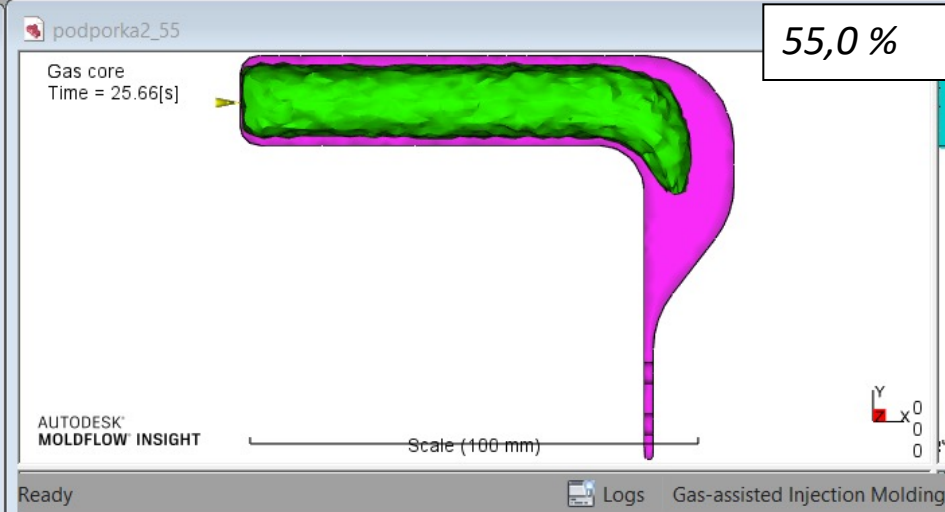 podporka2_55
55,0 %
Gas core
Time = 25.66[s]
Y
Z X 0
0
0
AUTODESK®
MOLDFLOW® INSIGHT
Scale (100 mm)
Ready
Logs
Gas-assisted Injection Molding